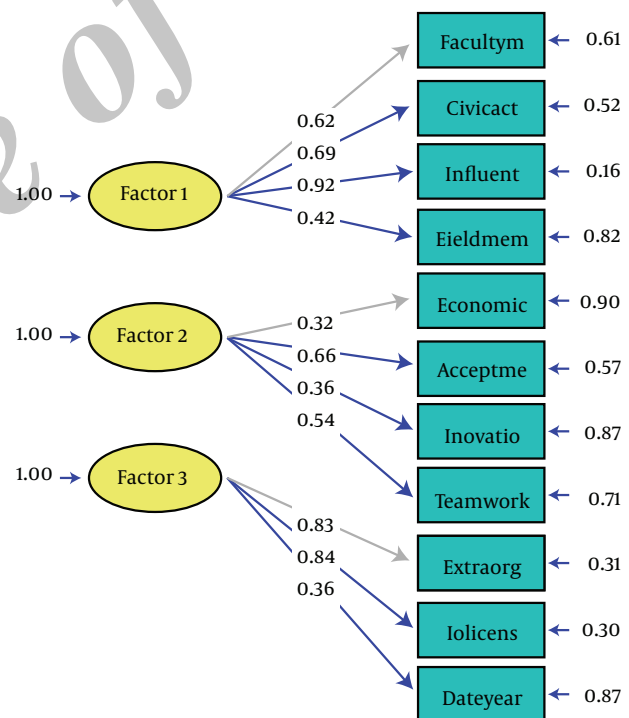 e of
Facultym
0.61
0.62
Civicact
0.52
0.69
1.00
Factor 1
0.92
Influent
0.16
0.42
Eieldmem
0.82
Economic
0.90
0.32
1.00
Factor 2
0.66
Acceptme
0.57
0.36
Inovatio
0.87
0.54
1.00
Factor 3
Teamwork
0.71
0.83
Extraorg
0.31
0.84
0.36
Iolicens
0.30
Dateyear
0.87